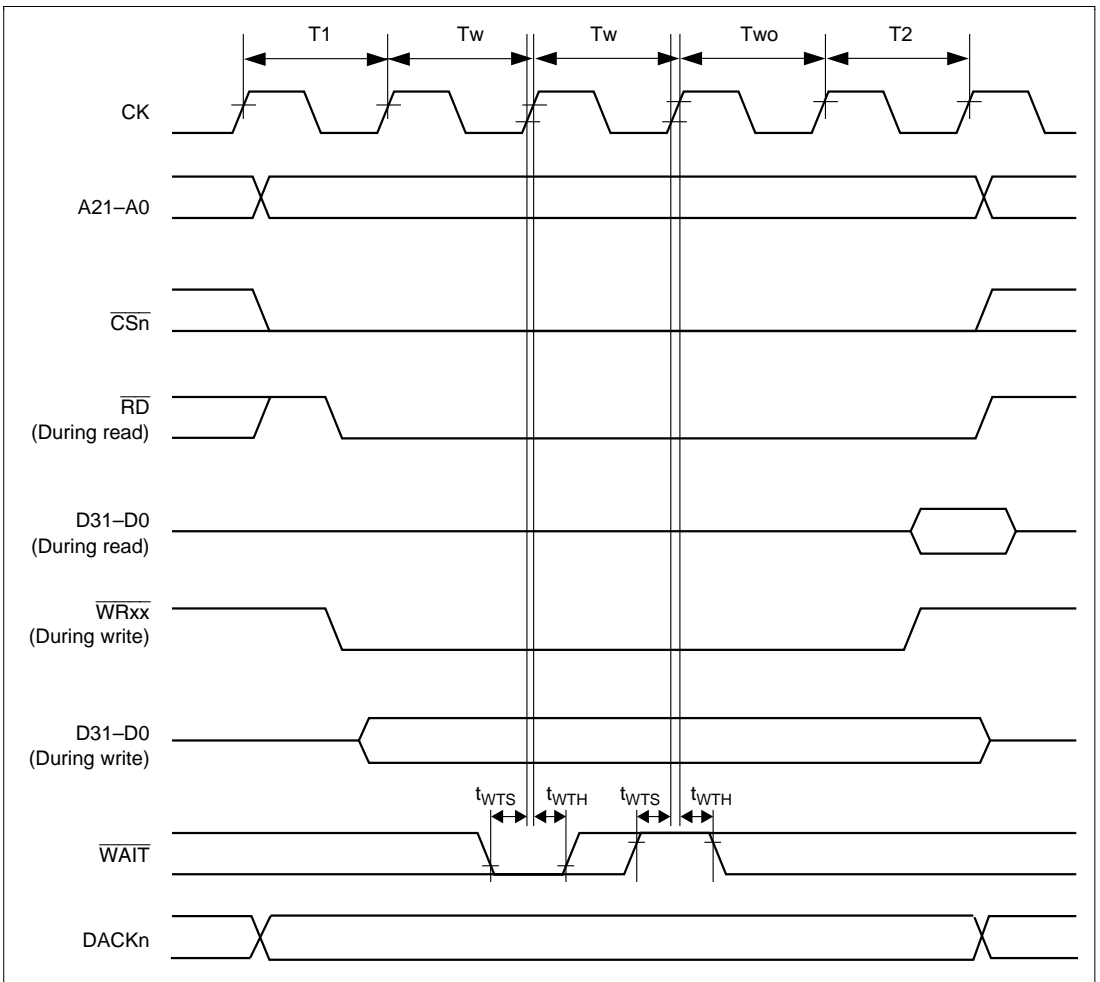 T1 Tw Tw Two T2
CK
A21–A0
CSn
RD
(During read)
D31–D0
(During read)
WRxx
(During write)
D31–D0
(During write)
tWTS tWTH tWTS tWTH
WAIT
DACKn